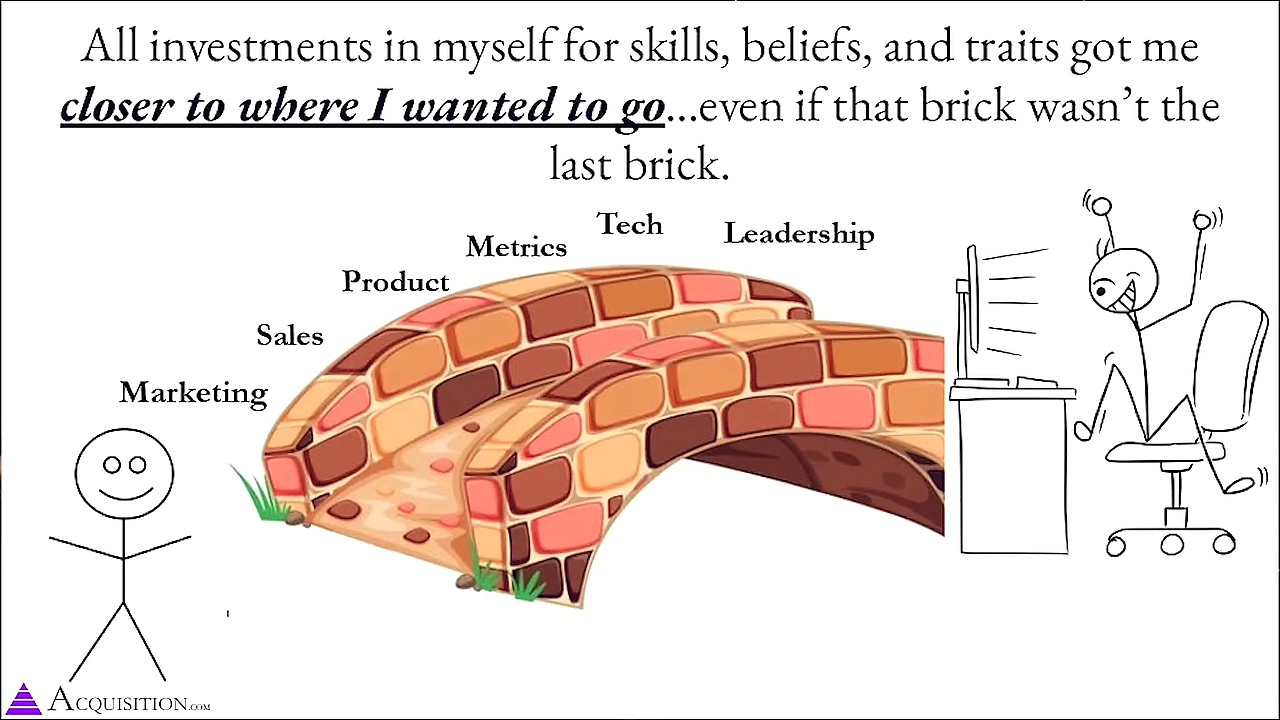 All investments in myself for skills, beliefs, and traits got me
closer to where I wanted to go...even if that brick wasn't the
last brick.
Tech
Leadership
Metrics
Product
Sales
Marketing
ACQUISITION.COM